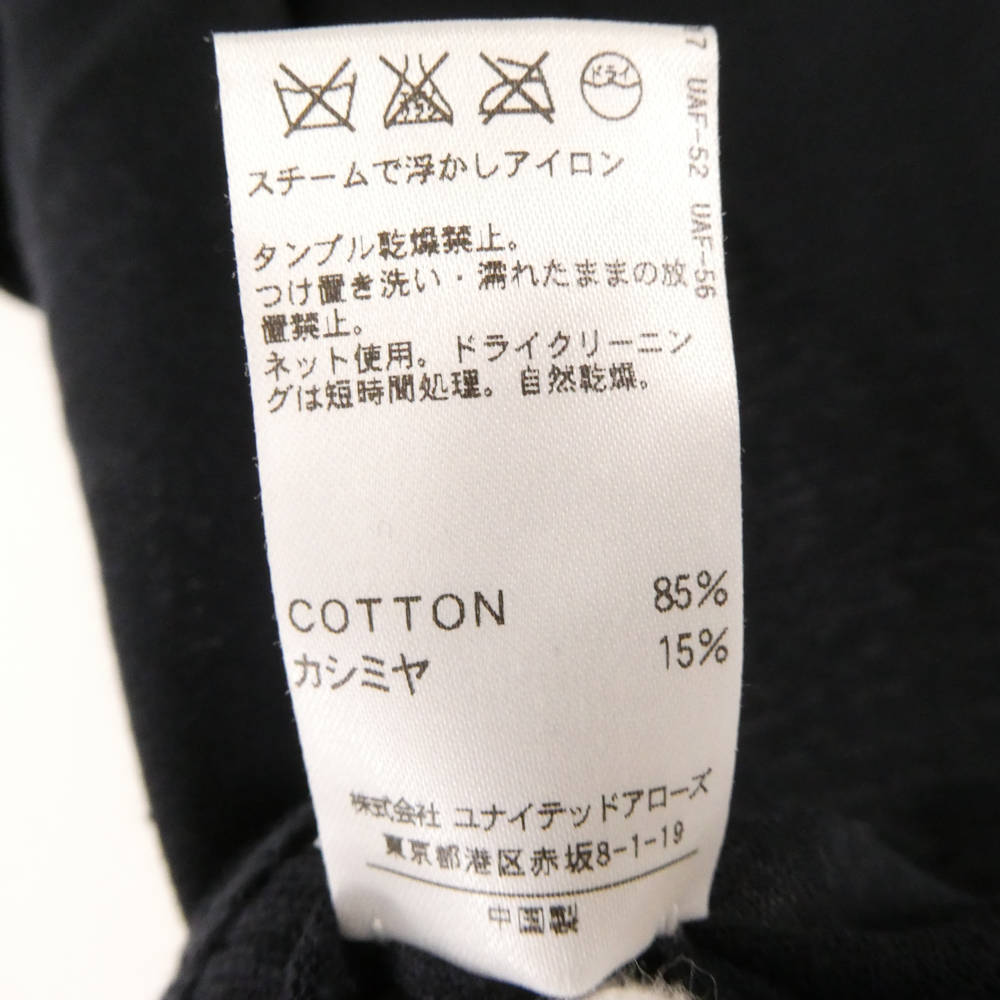 ドライ
スチームで浮かしアイロン
タンブル乾燥禁止。
つけ置き洗い・濡れたままの放
置禁止。
ネット使用。ドライクリーニン
グは短時間処理。自然乾燥。
COTTON 85%
カシミヤ 15%
株式会社 ユナイテッドアローズ
東京都港区赤坂8-1-19
中国製
UAF-52 UAF-56